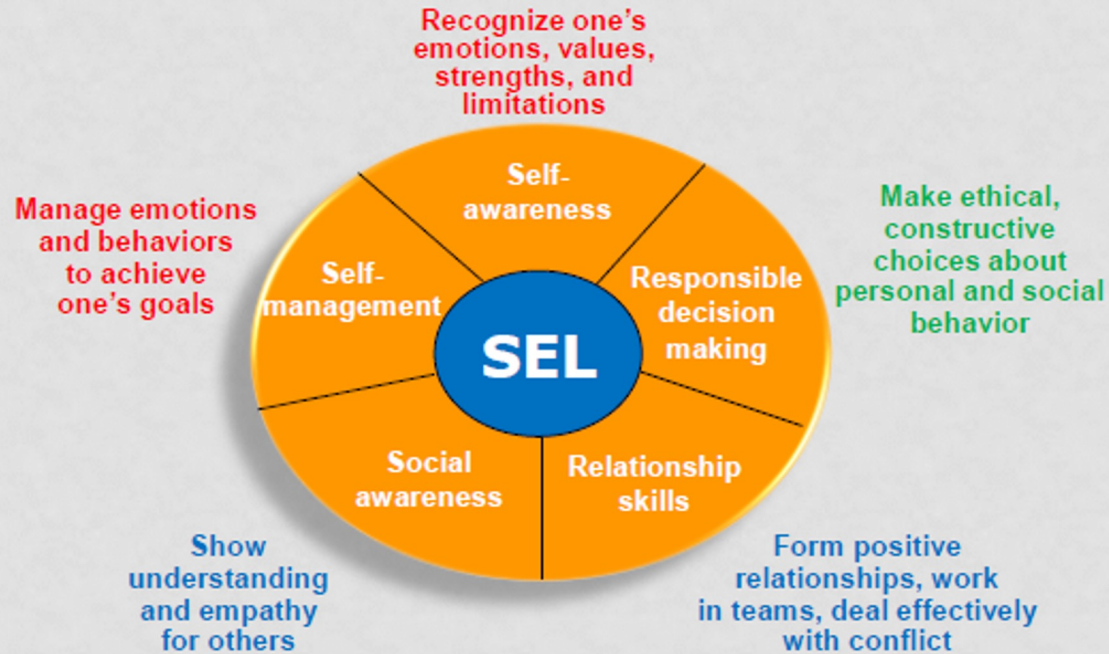 Recognize one's
emotions, values,
strengths, and
limitations
Self-
awareness
Manage emotions
and behaviors
to achieve
one's goals
Self-
management
Responsible
decision
making
Make ethical,
constructive
choices about
personal and social
behavior
SEL
Social
awareness
Relationship
skills
Show
understanding
and empathy
for others
Form positive
relationships, work
in teams, deal effectively
with conflict